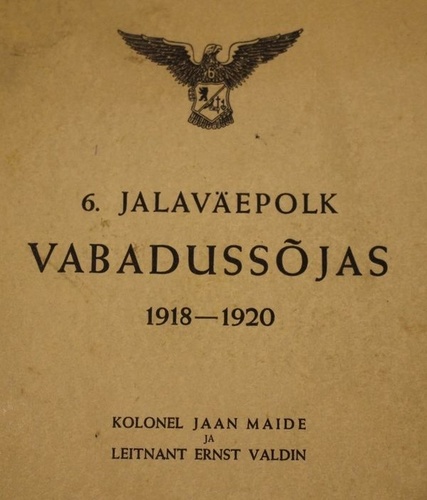 6. JALAVÄEPOLK
VABADUSSÕJAS
1918—1920
KOLONEL JAAN MAIDE
JA
LEITNANT ERNST VALDIN